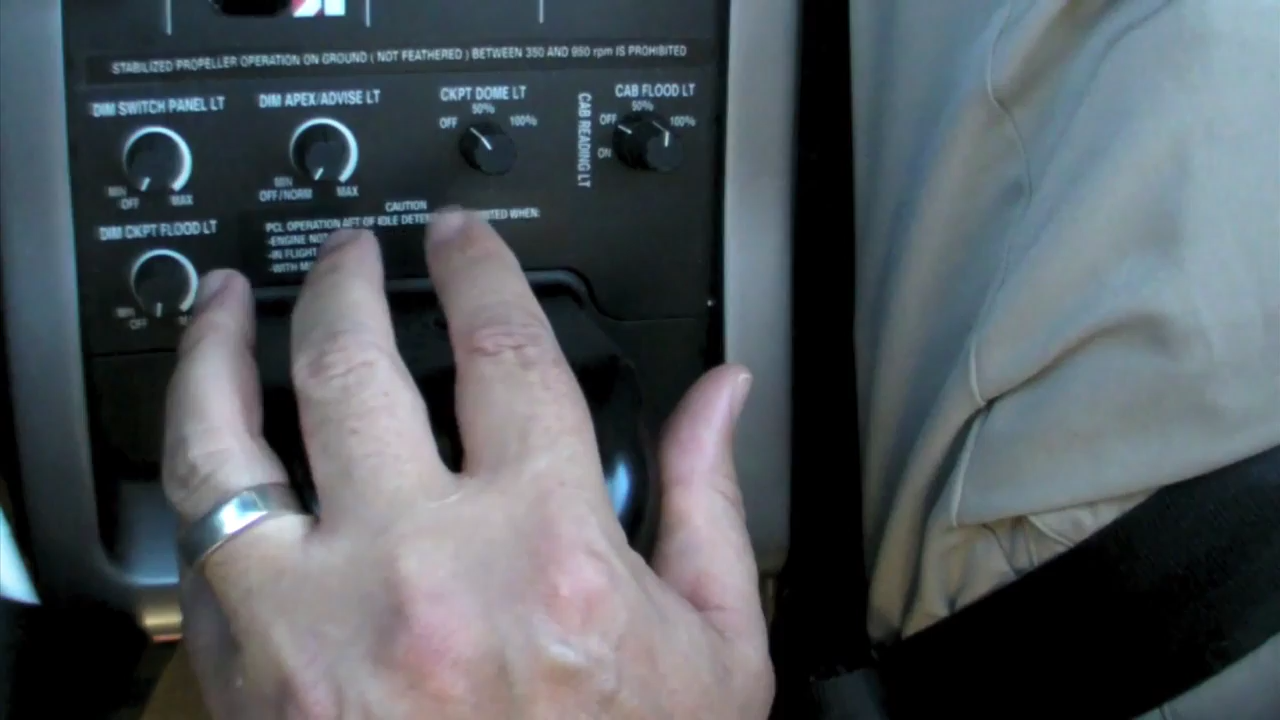 STABILIZED PROPELLER OPERATION ON GROUND ( NOT FEATHERED ) BETWEEN 350 AND 950 rpm IS PROHIBITED
DIM SWITCH PANEL LT
MIN
OFF
MAX
DIM APEX/ADVISE LT
MIN
OFF/NORM
MAX
CKPT DOME LT
OFF
50%
100%
CAB READING LT
CAB FLOOD LT
OFF
50%
100%
ON
DIM CKPT FLOOD LT
MIN
OFF
CAUTION
PCL OPERATION AFT OF IDLE WHEN:
-ENGINE
-IN FLIGHT
-WITH